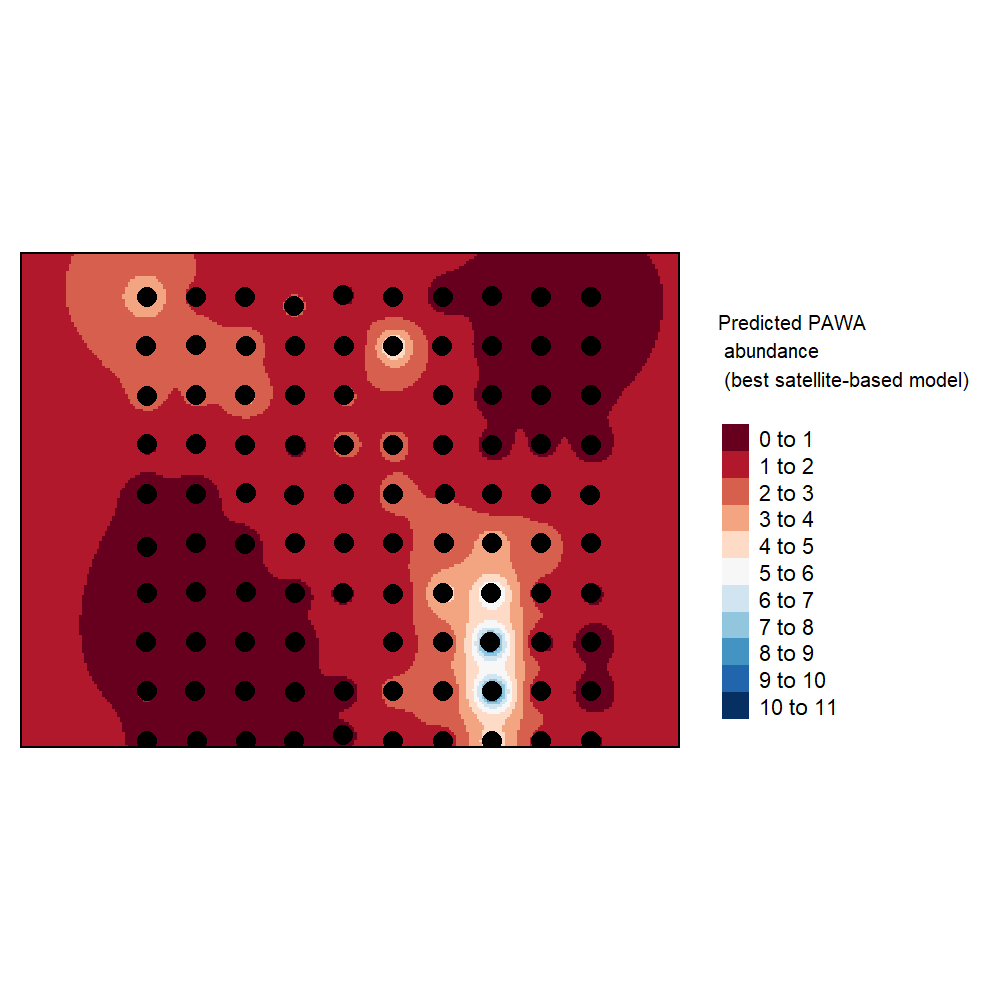 Predicted PAWA
abundance
(best satellite-based model)
0 to 1
1 to 2
2 to 3
3 to 4
4 to 5
5 to 6
6 to 7
7 to 8
8 to 9
9 to 10
10 to 11